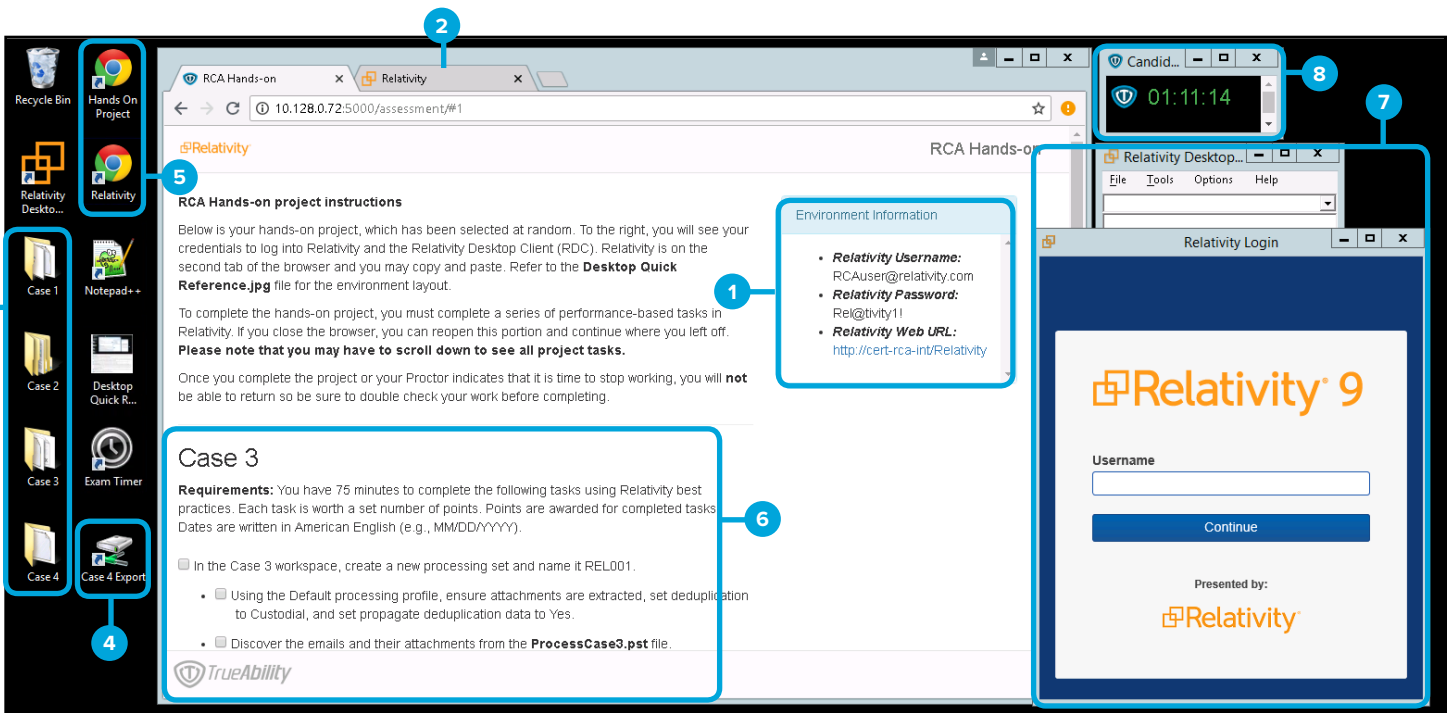 2
Recycle Bin
Hands On
Project
Relativity
Deskto...
Relativity
5
Case 1
Notepad++
Case 2
Desktop
Quick R...
Case 3
Exam Timer
Case 4
Case 4 Export
4
RCA Hands-on
Relativity
10.128.0.72:5000/assessment/#1
Relativity
RCA Hands-on
RCA Hands-on project instructions
Below is your hands-on project, which has been selected at random. To the right, you will see your
credentials to log into Relativity and the Relativity Desktop Client (RDC). Relativity is on the
second tab of the browser and you may copy and paste. Refer to the Desktop Quick
Reference.jpg file for the environment layout.
To complete the hands-on project, you must complete a series of performance-based tasks in
Relativity. If you close the browser, you can reopen this portion and continue where you left off.
Please note that you may have to scroll down to see all project tasks.
Once you complete the project or your Proctor indicates that it is time to stop working, you will not
be able to return so be sure to double check your work before completing.
1
Environment Information
• Relativity Username:
RCAuser@relativity.com
• Relativity Password:
Rel@tivity1!
• Relativity Web URL:
http://cert-rca-int/Relativity
Case 3
Requirements: You have 75 minutes to complete the following tasks using Relativity best
practices. Each task is worth a set number of points. Points are awarded for completed tasks
Dates are written in American English (e.g., MM/DD/YYYY).
In the Case 3 workspace, create a new processing set and name it REL001.
• Using the Default processing profile, ensure attachments are extracted, set deduplication
to Custodial, and set propagate deduplication data to Yes.
• Discover the emails and their attachments from the ProcessCase3.pst file.
6
TrueAbility
Candid...
01:11:14
8
7
Relativity Desktop...
File Tools Options Help
Relativity Login
Relativity 9
Username
Continue
Presented by:
Relativity